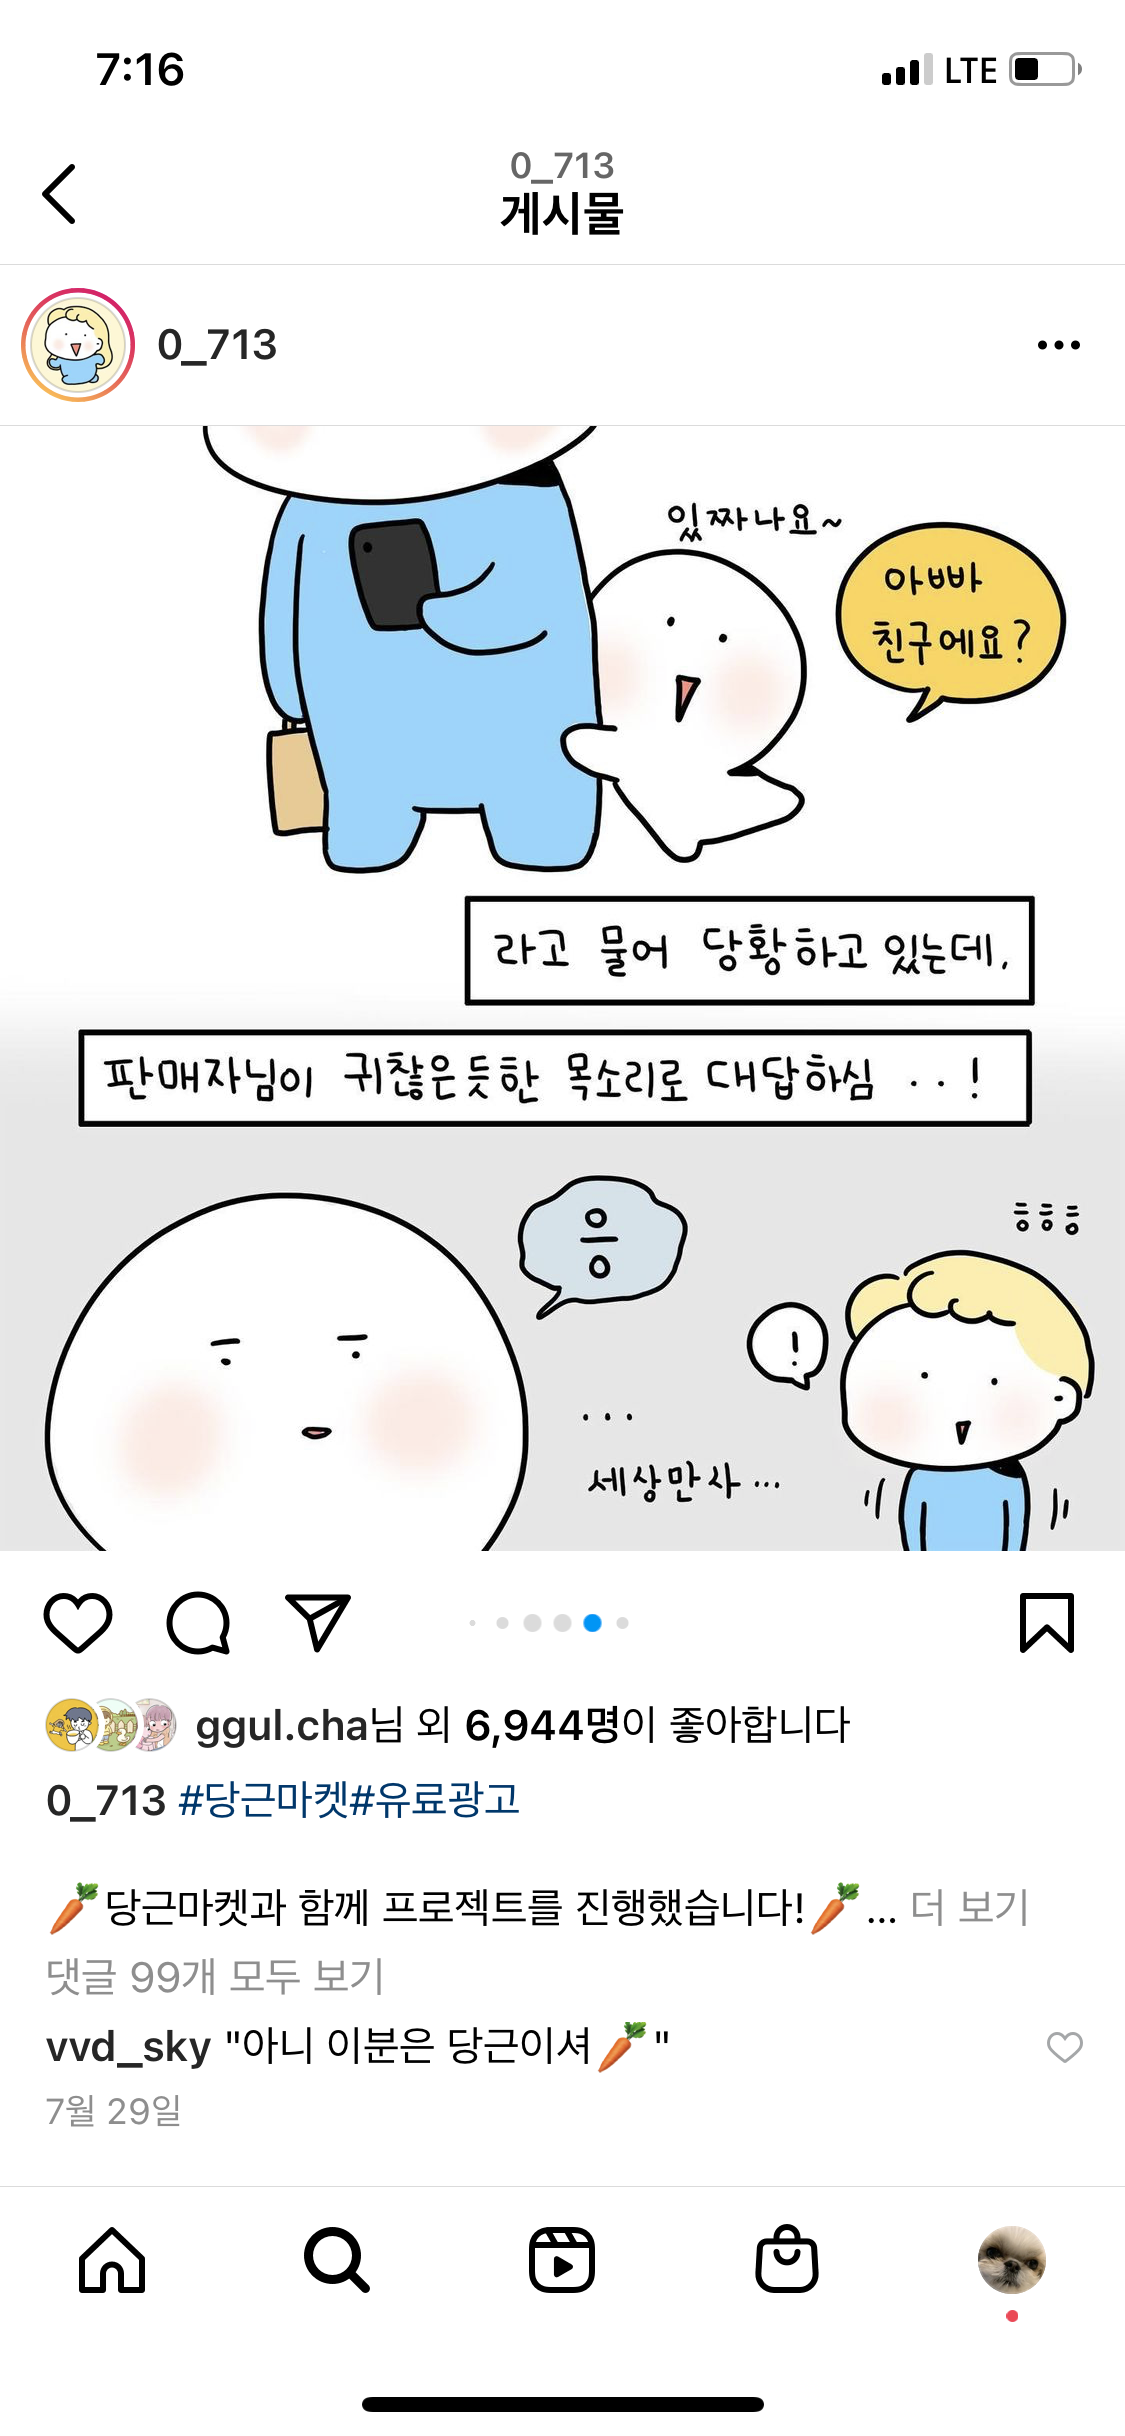 7:16
LTE
0_713
게시물
0_713
있짜나요~
아빠
친구에요?
라고 물어 당황하고 있는데,
판매자님이 귀찮은듯한 목소리로 대답하심 ..!
응
ㅎㅎㅎ
!
...
세상만사...
ggul.cha님 외 6,944명이 좋아합니다
0_713 #당근마켓#유료광고
🥕당근마켓과 함께 프로젝트를 진행했습니다!🥕... 더 보기
댓글 99개 모두 보기
vvd_sky "아니 이분은 당근이셔🥕"
7월 29일